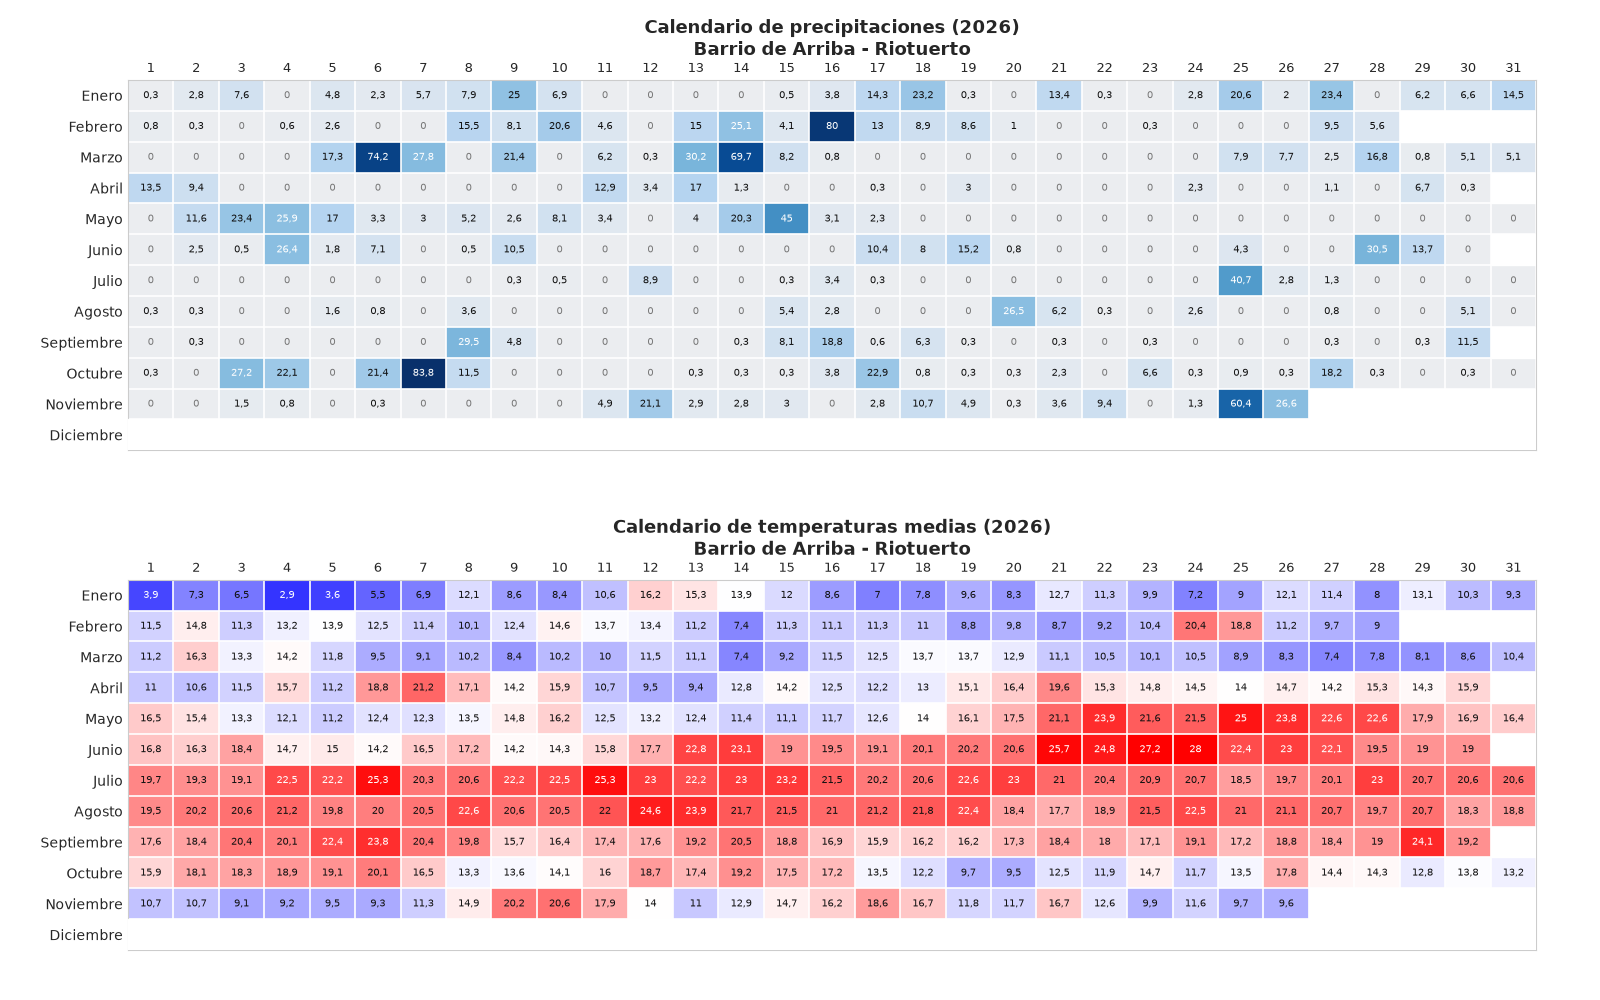 Calendario de precipitaciones (2026)
Barrio de Arriba - Riotuerto
1 2 3 4 5 6 7 8 9 10 11 12 13 14 15 16 17 18 19 20 21 22 23 24 25 26 27 28 29 30 31
Enero 0,3 2,8 7,6 0 4,8 2,3 5,7 7,9 25 6,9 0 0 0 0 0,5 3,8 14,3 23,2 0,3 0 13,4 0,3 0 2,8 20,6 2 23,4 0 6,2 6,6 14,5
Febrero 0,8 0,3 0 0,6 2,6 0 0 15,5 8,1 20,6 4,6 0 15 25,1 4,1 80 13 8,9 8,6 1 0 0 0,3 0 0 0 9,5 5,6
Marzo 0 0 0 0 17,3 74,2 27,8 0 21,4 0 6,2 0,3 30,2 69,7 8,2 0,8 0 0 0 0 0 0 0 0 7,9 7,7 2,5 16,8 0,8 5,1 5,1
Abril 13,5 9,4 0 0 0 0 0 0 0 0 12,9 3,4 17 1,3 0 0 0,3 0 3 0 0 0 0 2,3 0 0 1,1 0 6,7 0,3
Mayo 0 11,6 23,4 25,9 17 3,3 3 5,2 2,6 8,1 3,4 0 4 20,3 45 3,1 2,3 0 0 0 0 0 0 0 0 0 0 0 0 0 0
Junio 0 2,5 0,5 26,4 1,8 7,1 0 0,5 10,5 0 0 0 0 0 0 0 10,4 8 15,2 0,8 0 0 0 0 4,3 0 0 30,5 13,7 0
Julio 0 0 0 0 0 0 0 0 0,3 0,5 0 8,9 0 0 0,3 3,4 0,3 0 0 0 0 0 0 0 40,7 2,8 1,3 0 0 0 0
Agosto 0,3 0,3 0 0 1,6 0,8 0 3,6 0 0 0 0 0 0 5,4 2,8 0 0 0 26,5 6,2 0,3 0 2,6 0 0 0,8 0 0 5,1 0
Septiembre 0 0,3 0 0 0 0 0 29,5 4,8 0 0 0 0 0,3 8,1 18,8 0,6 6,3 0,3 0 0,3 0 0,3 0 0 0 0,3 0 0,3 11,5
Octubre 0,3 0 27,2 22,1 0 21,4 83,8 11,5 0 0 0 0 0,3 0,3 0,3 3,8 22,9 0,8 0,3 0,3 2,3 0 6,6 0,3 0,9 0,3 18,2 0,3 0 0,3 0
Noviembre 0 0 1,5 0,8 0 0,3 0 0 0 0 4,9 21,1 2,9 2,8 3 0 2,8 10,7 4,9 0,3 3,6 9,4 0 1,3 60,4 26,6
Diciembre
Calendario de temperaturas medias (2026)
Barrio de Arriba - Riotuerto
1 2 3 4 5 6 7 8 9 10 11 12 13 14 15 16 17 18 19 20 21 22 23 24 25 26 27 28 29 30 31
Enero 3,9 7,3 6,5 2,9 3,6 5,5 6,9 12,1 8,6 8,4 10,6 16,2 15,3 13,9 12 8,6 7 7,8 9,6 8,3 12,7 11,3 9,9 7,2 9 12,1 11,4 8 13,1 10,3 9,3
Febrero 11,5 14,8 11,3 13,2 13,9 12,5 11,4 10,1 12,4 14,6 13,7 13,4 11,2 7,4 11,3 11,1 11,3 11 8,8 9,8 8,7 9,2 10,4 20,4 18,8 11,2 9,7 9
Marzo 11,2 16,3 13,3 14,2 11,8 9,5 9,1 10,2 8,4 10,2 10 11,5 11,1 7,4 9,2 11,5 12,5 13,7 13,7 12,9 11,1 10,5 10,1 10,5 8,9 8,3 7,4 7,8 8,1 8,6 10,4
Abril 11 10,6 11,5 15,7 11,2 18,8 21,2 17,1 14,2 15,9 10,7 9,5 9,4 12,8 14,2 12,5 12,2 13 15,1 16,4 19,6 15,3 14,8 14,5 14 14,7 14,2 15,3 14,3 15,9
Mayo 16,5 15,4 13,3 12,1 11,2 12,4 12,3 13,5 14,8 16,2 12,5 13,2 12,4 11,4 11,1 11,7 12,6 14 16,1 17,5 21,1 23,9 21,6 21,5 25 23,8 22,6 22,6 17,9 16,9 16,4
Junio 16,8 16,3 18,4 14,7 15 14,2 16,5 17,2 14,2 14,3 15,8 17,7 22,8 23,1 19 19,5 19,1 20,1 20,2 20,6 25,7 24,8 27,2 28 22,4 23 22,1 19,5 19 19
Julio 19,7 19,3 19,1 22,5 22,2 25,3 20,3 20,6 22,2 22,5 25,3 23 22,2 23 23,2 21,5 20,2 20,6 22,6 23 21 20,4 20,9 20,7 18,5 19,7 20,1 23 20,7 20,6 20,6
Agosto 19,5 20,2 20,6 21,2 19,8 20 20,5 22,6 20,6 20,5 22 24,6 23,9 21,7 21,5 21 21,2 21,8 22,4 18,4 17,7 18,9 21,5 22,5 21 21,1 20,7 19,7 20,7 18,3 18,8
Septiembre 17,6 18,4 20,4 20,1 22,4 23,8 20,4 19,8 15,7 16,4 17,4 17,6 19,2 20,5 18,8 16,9 15,9 16,2 16,2 17,3 18,4 18 17,1 19,1 17,2 18,8 18,4 19 24,1 19,2
Octubre 15,9 18,1 18,3 18,9 19,1 20,1 16,5 13,3 13,6 14,1 16 18,7 17,4 19,2 17,5 17,2 13,5 12,2 9,7 9,5 12,5 11,9 14,7 11,7 13,5 17,8 14,4 14,3 12,8 13,8 13,2
Noviembre 10,7 10,7 9,1 9,2 9,5 9,3 11,3 14,9 20,2 20,6 17,9 14 11 12,9 14,7 16,2 18,6 16,7 11,8 11,7 16,7 12,6 9,9 11,6 9,7 9,6
Diciembre